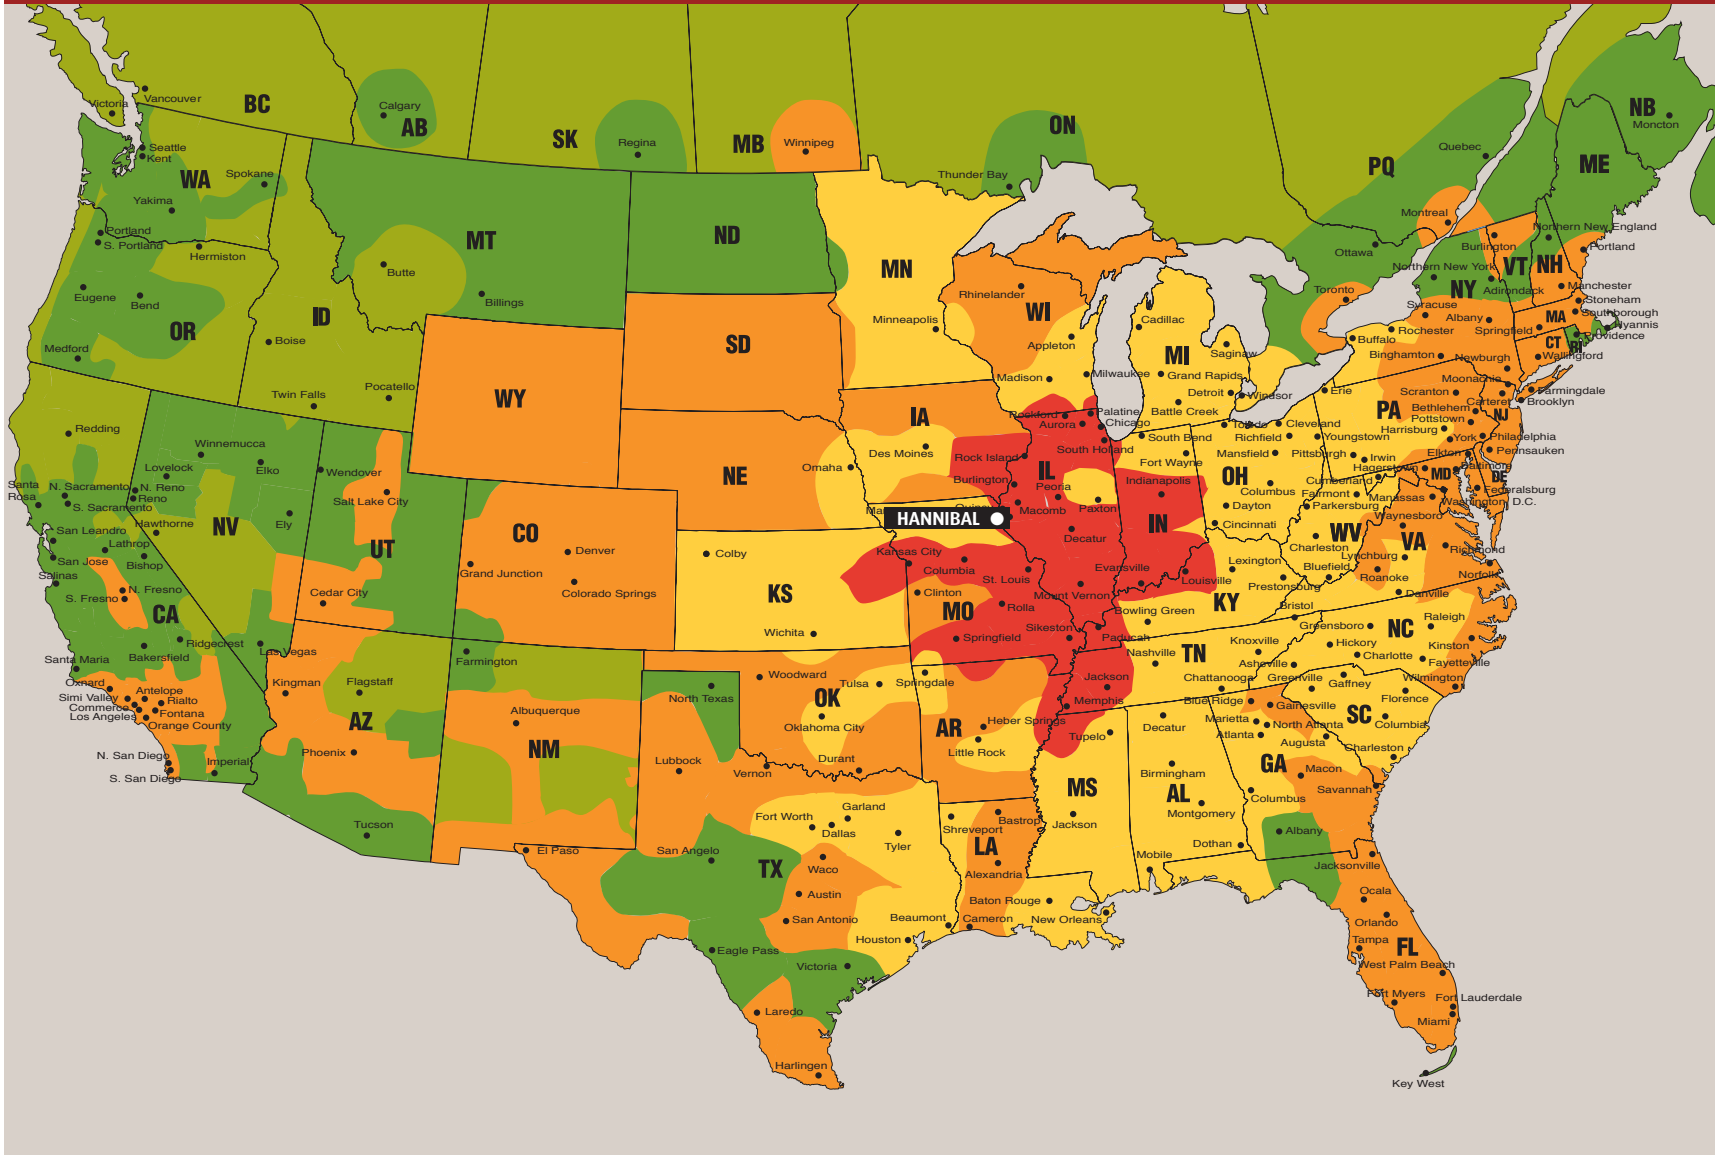 Victoria
Vancouver
BC
Calgary
AB
SK
Regina
MB
Winnipeg
ON
Thunder Bay
PQ
Quebec
NB
Moncton
ME
Montreal
Ottawa
Toronto
Seattle
Kent
WA
Spokane
Yakima
Portland
S. Portland
Hermiston
Eugene
Bend
OR
Medford
ID
Boise
Twin Falls
Pocatello
MT
Butte
Billings
ND
SD
WY
NE
Omaha
MN
Minneapolis
WI
Rhinelander
Appleton
Madison
Milwaukee
MI
Cadillac
Saginaw
Grand Rapids
Detroit
Windsor
Battle Creek
IA
Des Moines
Rockford
Aurora
Palatine
Chicago
South Holland
Rock Island
IL
Burlington
Peoria
Macomb
Paxton
Decatur
HANNIBAL
Mount Vernon
South Bend
Fort Wayne
Indianapolis
IN
Evansville
Toledo
Cleveland
Richfield
Mansfield
Youngstown
OH
Columbus
Dayton
Cincinnati
Northern New England
Burlington
VT
NH
Portland
Northern New York
NY
Adirondack
Manchester
Stoneham
Southborough
Hyannis
Providence
Syracuse
Albany
MA
Springfield
Rochester
Buffalo
CT
RI
Wallingford
Binghamton
Newburgh
Moonachie
Farmingdale
Brooklyn
Erie
Scranton
Carteret
NJ
PA
Bethlehem
Pottstown
Harrisburg
York
Philadelphia
Pennsauken
Pittsburgh
Irwin
Hagerstown
Elkton
Baltimore
MD
DE
Cumberland
Federalsburg
Washington, D.C.
Fairmont
Manassas
Parkersburg
WV
Charleston
Waynesboro
VA
Lynchburg
Richmond
Bluefield
Roanoke
Norfolk
Danville
Redding
Santa
Rosa
N. Sacramento
S. Sacramento
San Leandro
Lathrop
San Jose
Salinas
Hawthorne
Bishop
N. Fresno
S. Fresno
CA
Ridgecrest
Bakersfield
Santa Maria
Oxnard
Simi Valley
Commerce
Los Angeles
Antelope
Rialto
Fontana
Orange County
N. San Diego
S. San Diego
Imperial
Winnemucca
Lovelock
Elko
N. Reno
Reno
NV
Ely
Las Vegas
Wendover
Salt Lake City
UT
Cedar City
CO
Denver
Grand Junction
Colorado Springs
Kingman
Flagstaff
AZ
Phoenix
Tucson
Farmington
Albuquerque
NM
Colby
KS
Wichita
Kansas City
Columbia
St. Louis
Clinton
MO
Rolla
Springfield
Sikeston
Lexington
Louisville
Prestonsburg
KY
Bowling Green
Paducah
Bristol
Nashville
TN
Knoxville
Chattanooga
Jackson
Memphis
Greensboro
Raleigh
NC
Hickory
Kinston
Charlotte
Fayetteville
Asheville
Wilmington
Greenville
Gaffney
Florence
SC
Columbia
Charleston
Woodward
OK
Tulsa
Oklahoma City
Durant
Springdale
AR
Heber Springs
Little Rock
North Texas
Lubbock
Vernon
El Paso
San Angelo
TX
Fort Worth
Garland
Dallas
Tyler
Waco
Austin
San Antonio
Eagle Pass
Victoria
Laredo
Harlingen
Houston
Beaumont
Shreveport
Bastrop
LA
Alexandria
Baton Rouge
Cameron
New Orleans
Tupelo
MS
Jackson
Decatur
Birmingham
AL
Montgomery
Dothan
Mobile
Blue Ridge
Gainesville
Marietta
North Atlanta
Atlanta
Augusta
GA
Macon
Columbus
Savannah
Albany
Jacksonville
Ocala
Orlando
Tampa
FL
West Palm Beach
Fort Myers
Fort Lauderdale
Miami
Key West